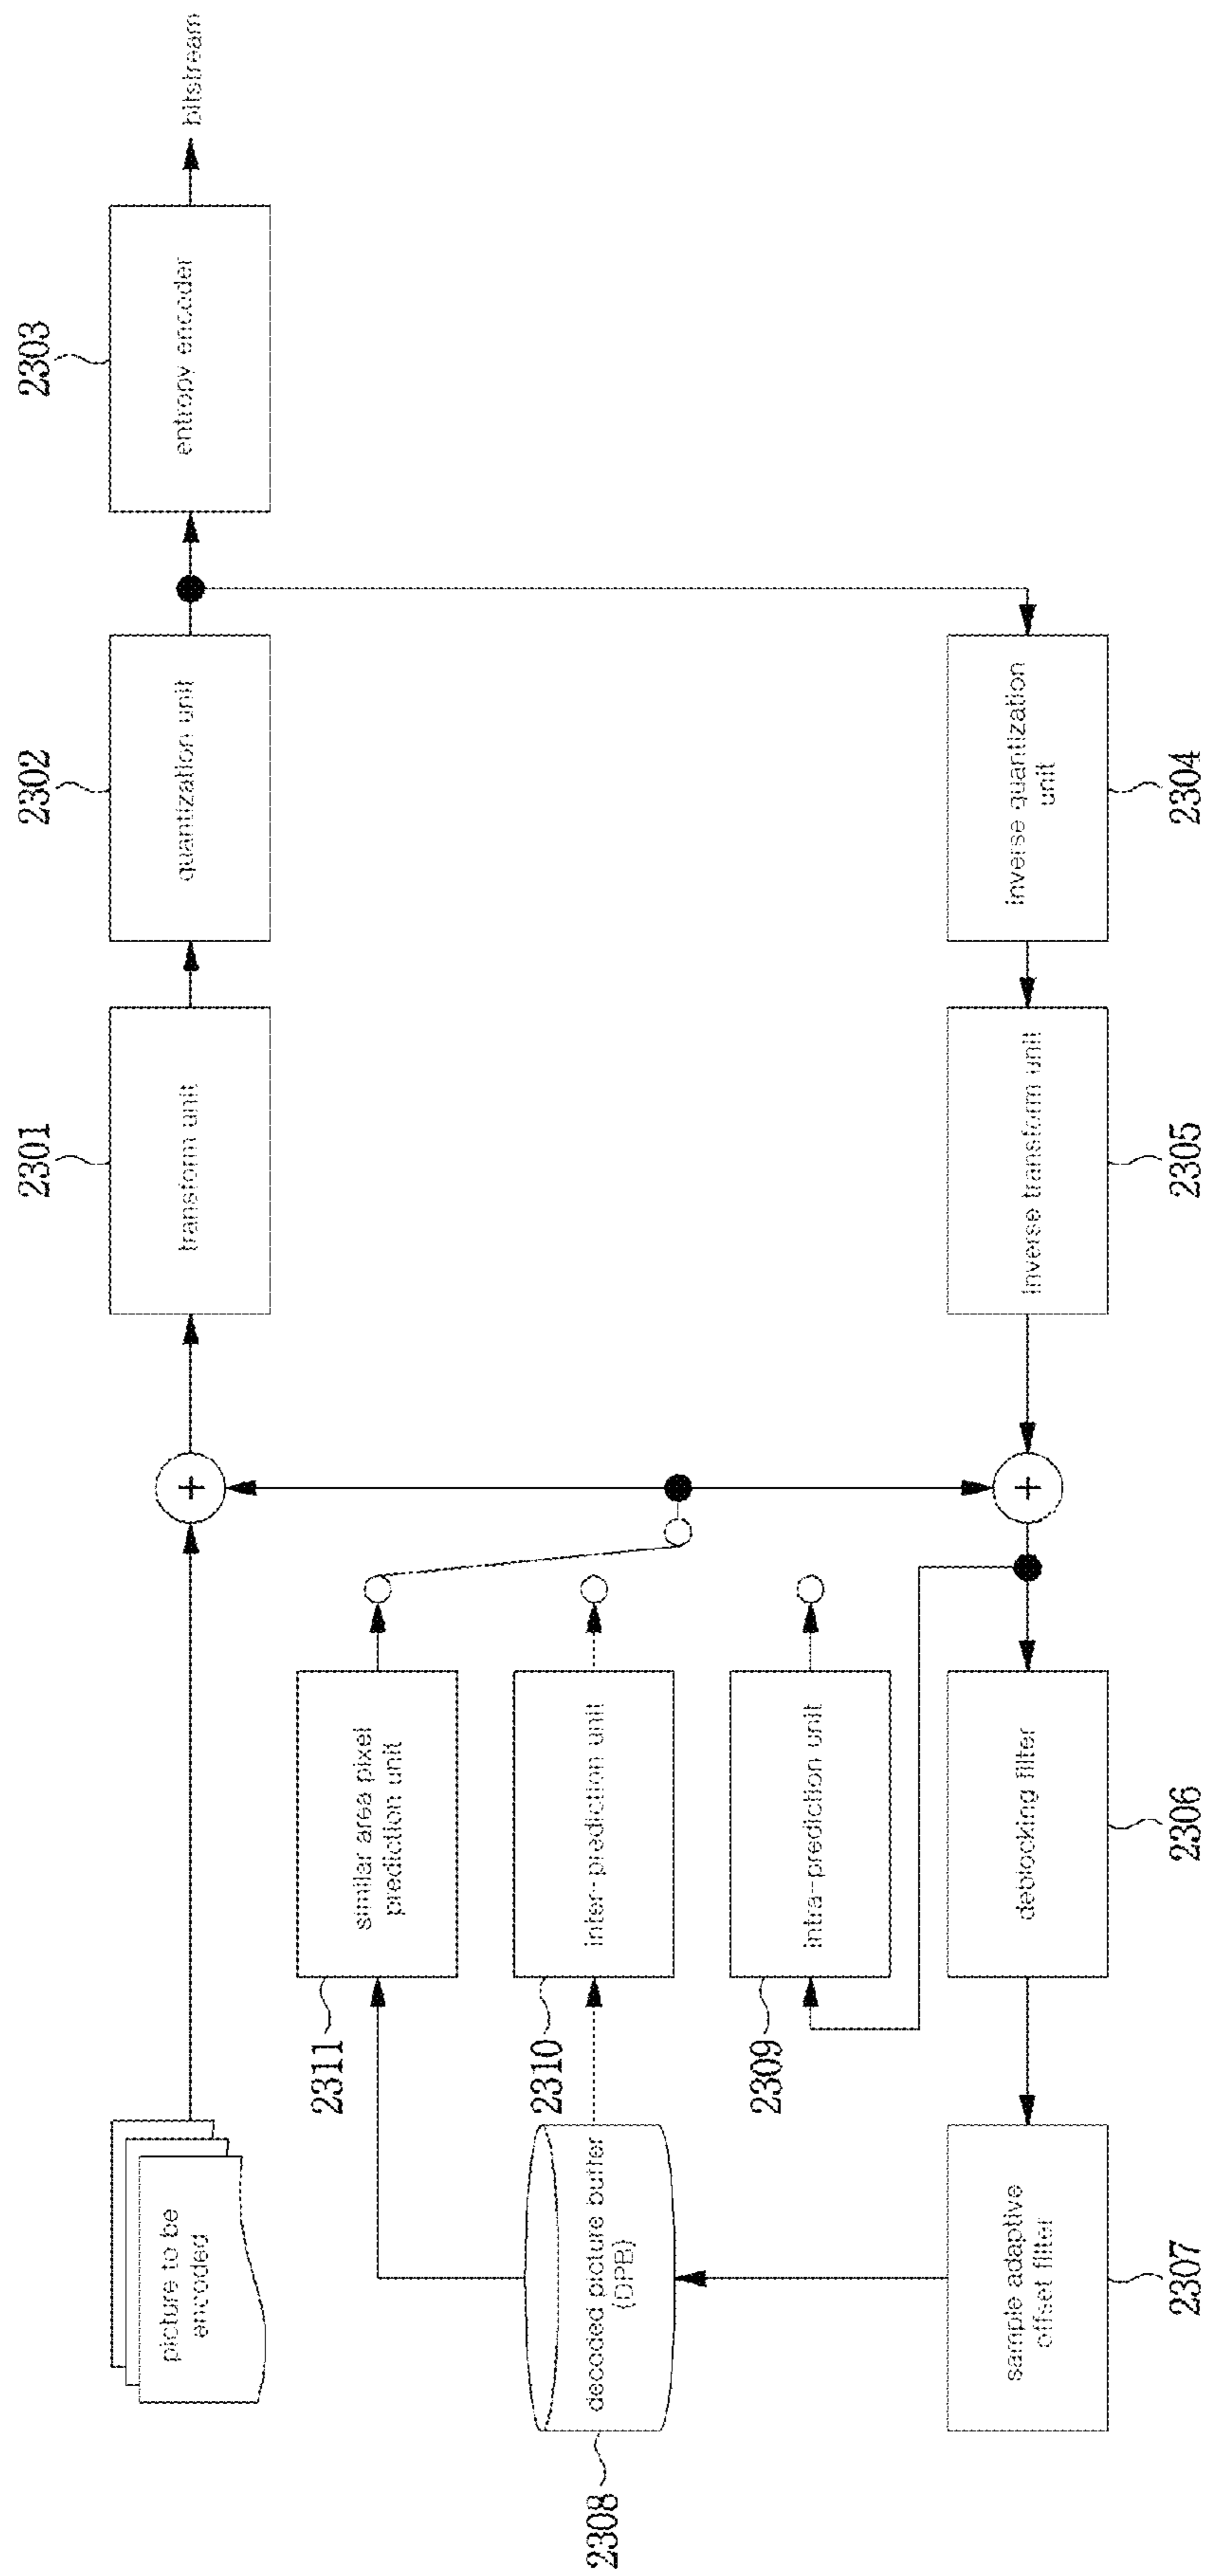 picture to be
encoded
+
transform unit
2301
quantization unit
2302
entropy encoder
2303
bitstream
similar area pixel
prediction unit
2311
decoded picture buffer
(DPB)
2308
inter-prediction unit
2310
intra-prediction unit
2309
+
inverse transform unit
2305
inverse quantization
unit
2304
sample adaptive
offset filter
2307
deblocking filter
2306